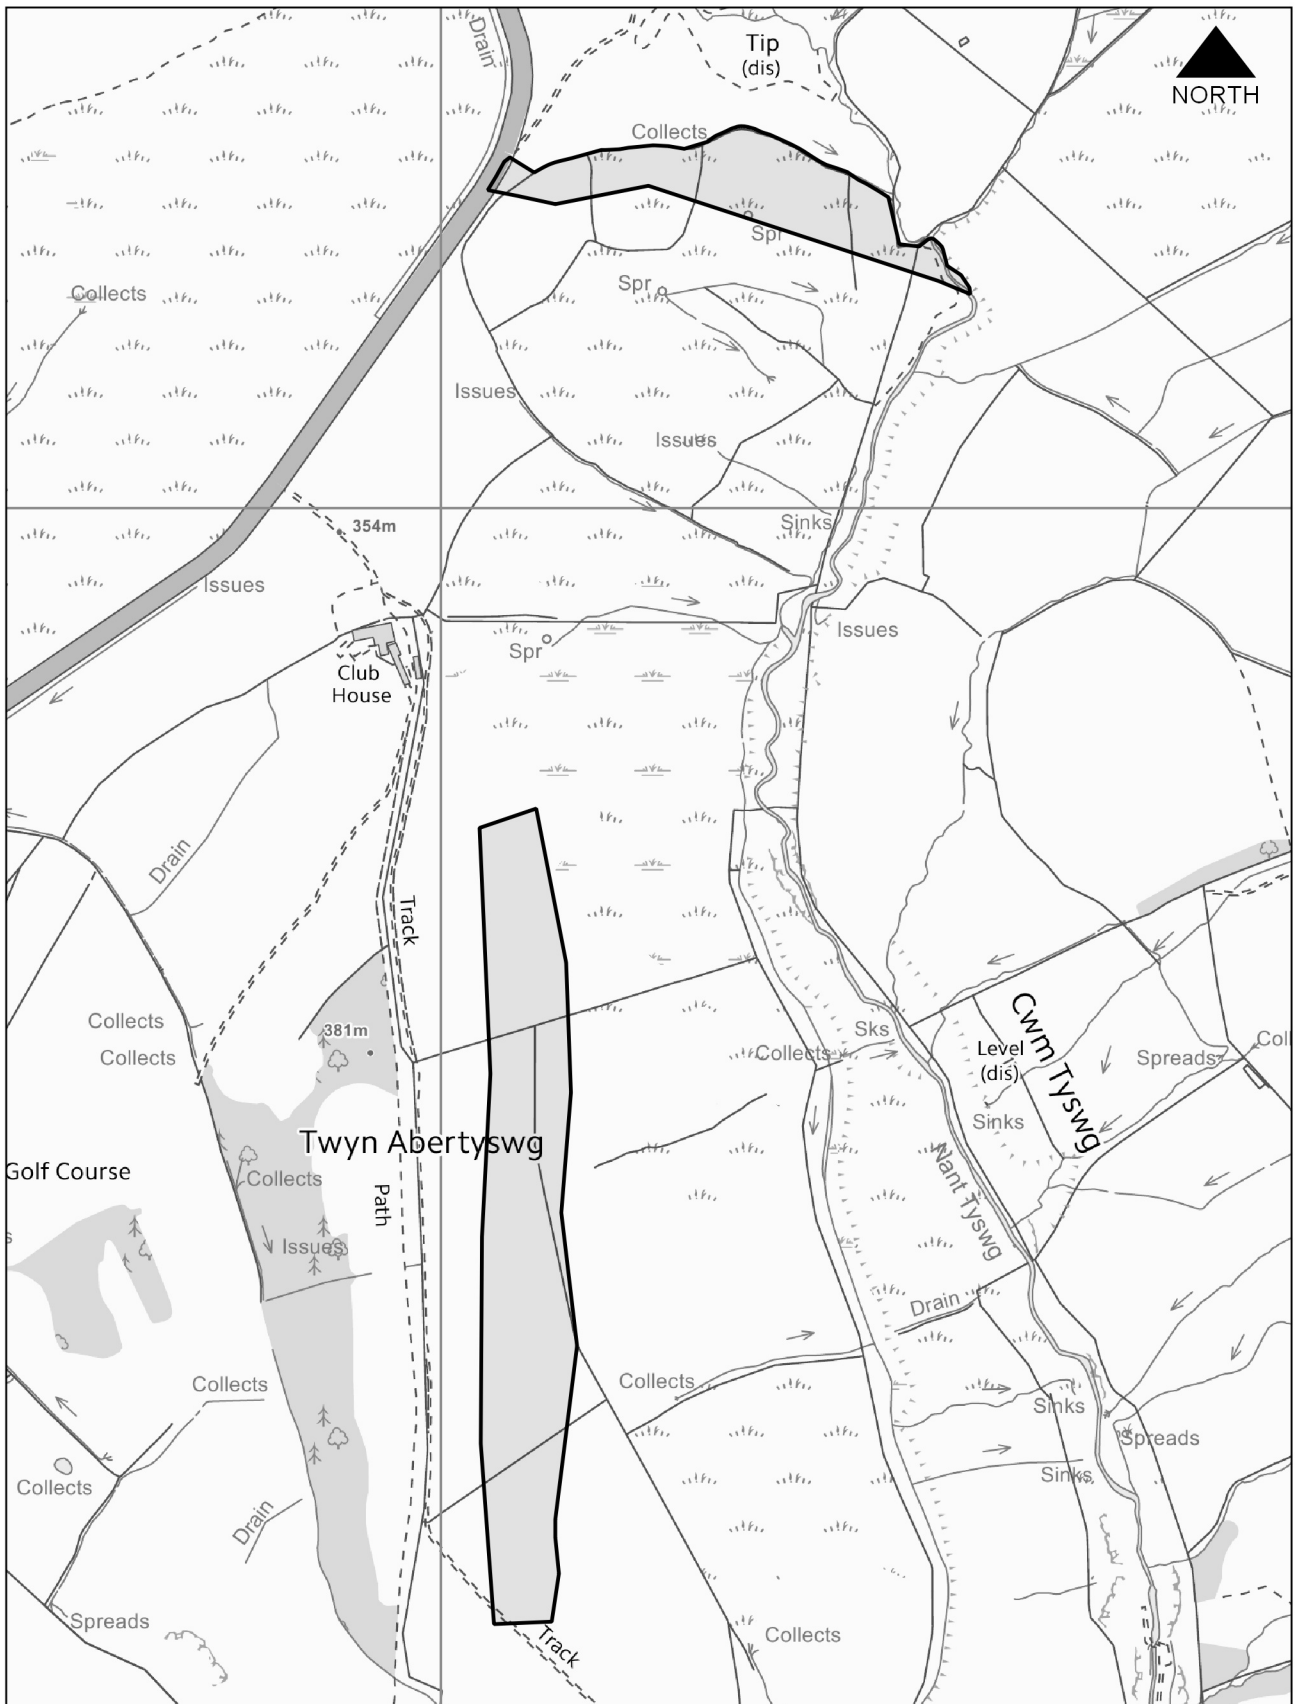 Drain
Tip
(dis)
NORTH
Collects
Spr
Spr
Collects
Issues
Issues
Sinks
354m
Issues
Issues
Spr
Club
House
Drain
Track
Collects
Sks
Cwm Tyswg
381m
Collects
Collects
Level
(dis)
Spreads
Coll
Sinks
Twyn Abertyswg
Golf Course
Collects
Path
Nant Tyswg
s
Issues
Drain
Collects
Collects
Sinks
Spreads
Sinks
Collects
Drain
Spreads
Track
Collects